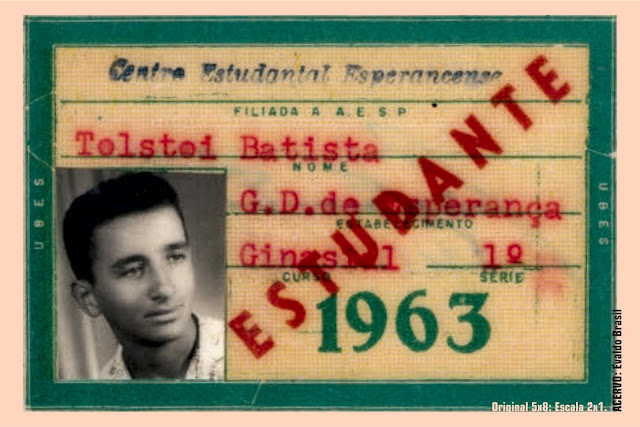 Centro Estudantal Esperancense
FILIADA A A.E.S.P
Tolstoi Batista
NOME
G.D.de Esperança
ESTABELECIMENTO
Ginasial 1º
CURSO SÉRIE
1963
ESTUDANTE
UBES
UBES
Original 5x8: Escala 2x1.
ACERVO: Evaldo Brasil